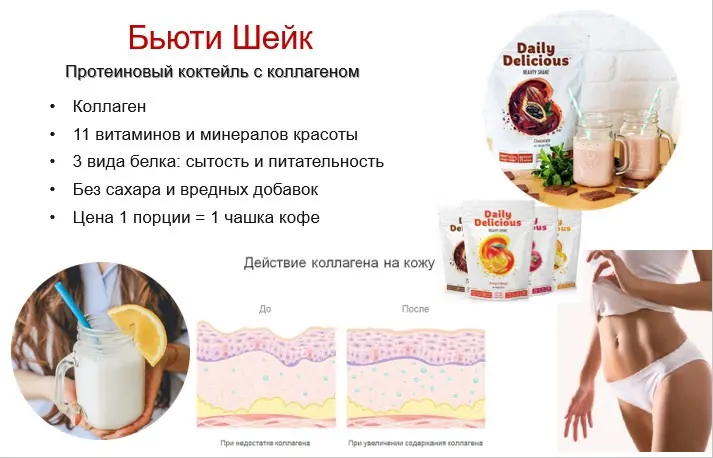 Бьюти Шейк
Протеиновый коктейль с коллагеном
• Коллаген
• 11 витаминов и минералов красоты
• 3 вида белка: сытость и питательность
• Без сахара и вредных добавок
• Цена 1 порции = 1 чашка кофе
Daily
Delicious
BEAUTY SHAKE
Chocolate
Daily
Delicious
BEAUTY SHAKE
Действие коллагена на кожу
До
После
При недостатке коллагена
При увеличении содержания коллагена